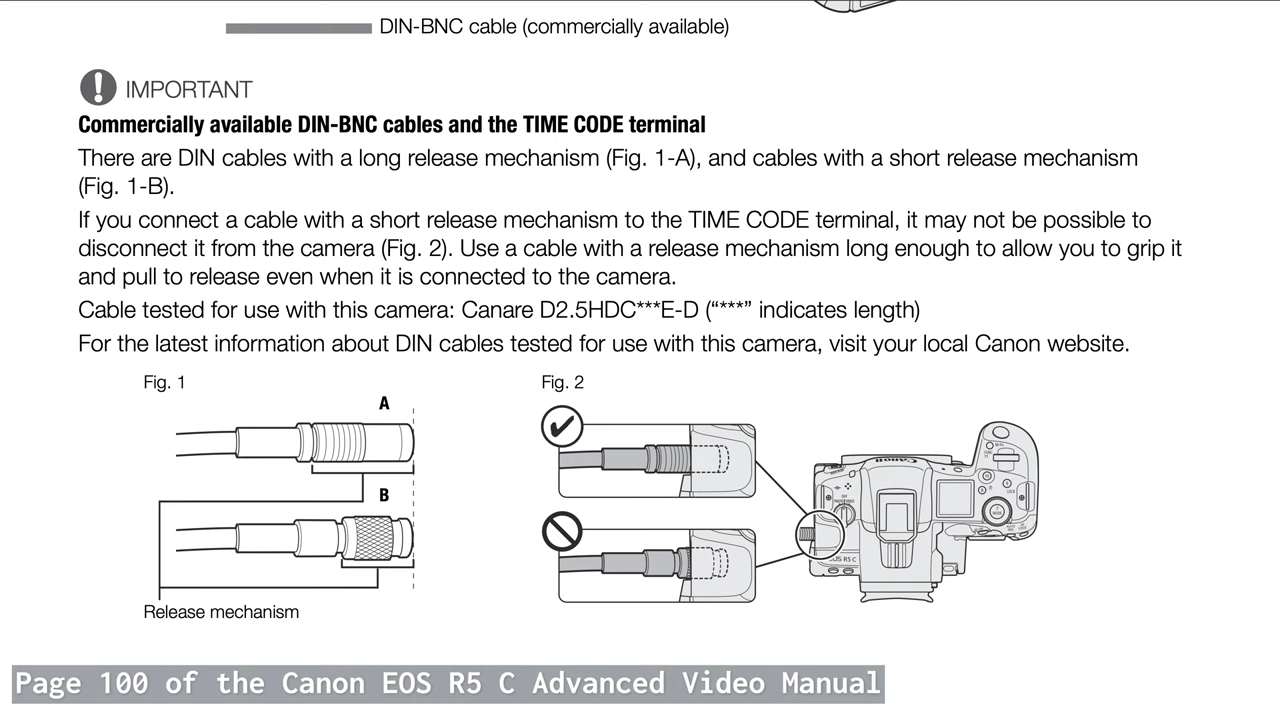 DIN-BNC cable (commercially available)
IMPORTANT
Commercially available DIN-BNC cables and the TIME CODE terminal
There are DIN cables with a long release mechanism (Fig. 1-A), and cables with a short release mechanism
(Fig. 1-B).
If you connect a cable with a short release mechanism to the TIME CODE terminal, it may not be possible to
disconnect it from the camera (Fig. 2). Use a cable with a release mechanism long enough to allow you to grip it
and pull to release even when it is connected to the camera.
Cable tested for use with this camera: Canare D2.5HDC***E-D (“***” indicates length)
For the latest information about DIN cables tested for use with this camera, visit your local Canon website.
Fig. 1
A
B
Release mechanism
Fig. 2
Canon
OFF
LOCK
MODE
EOS R5 C
Page 100 of the Canon EOS R5 C Advanced Video Manual